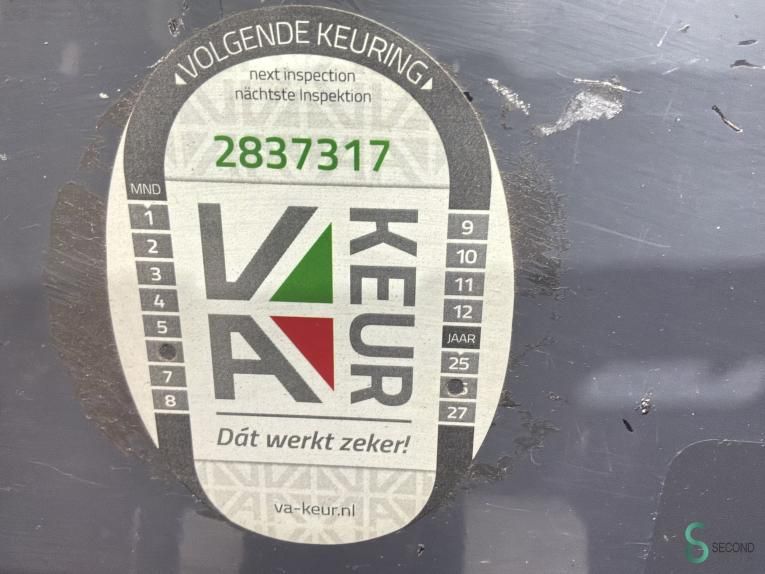 VOLGENDE KEURING
next inspection
nächtste Inspektion
2837317
MND
1
2
3
4
5
7
8
VA
KEUR
9
10
11
12
JAAR
25
27
Dát werkt zeker!
va-keur.nl
SECOND